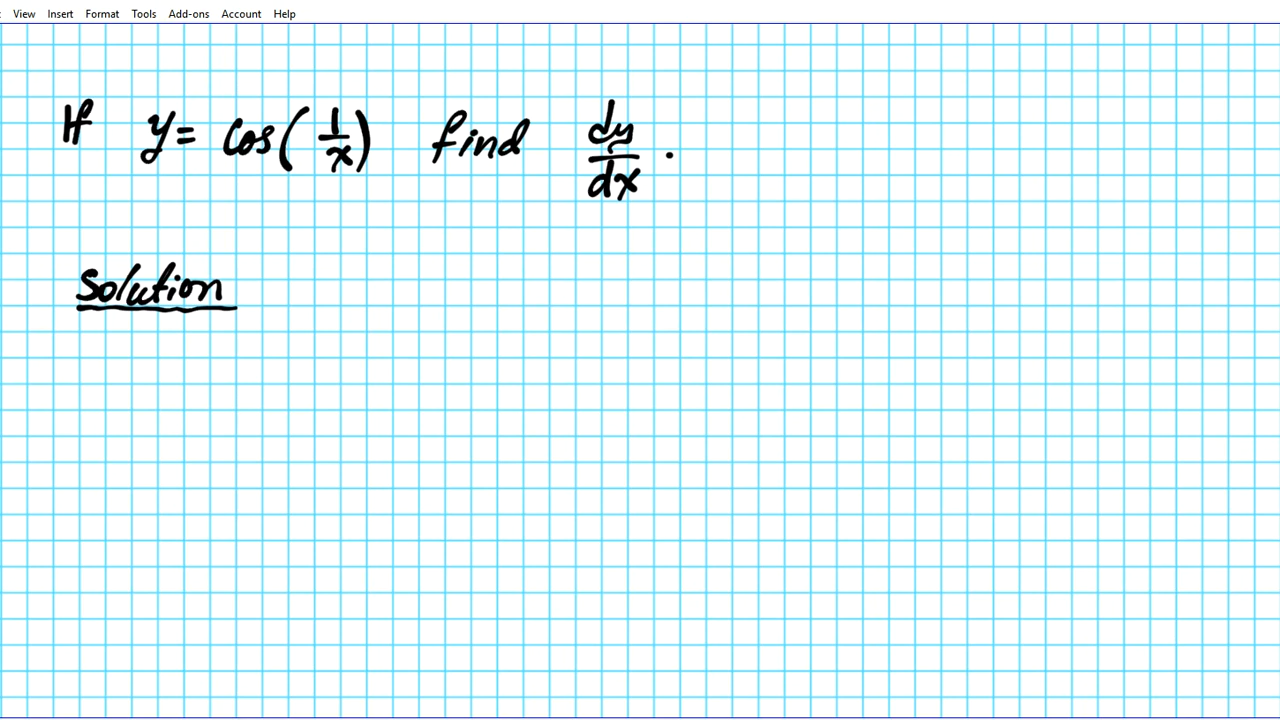 View Insert Format Tools Add-ons Account Help
If y= cos(1/x) find dy/dx .
Solution